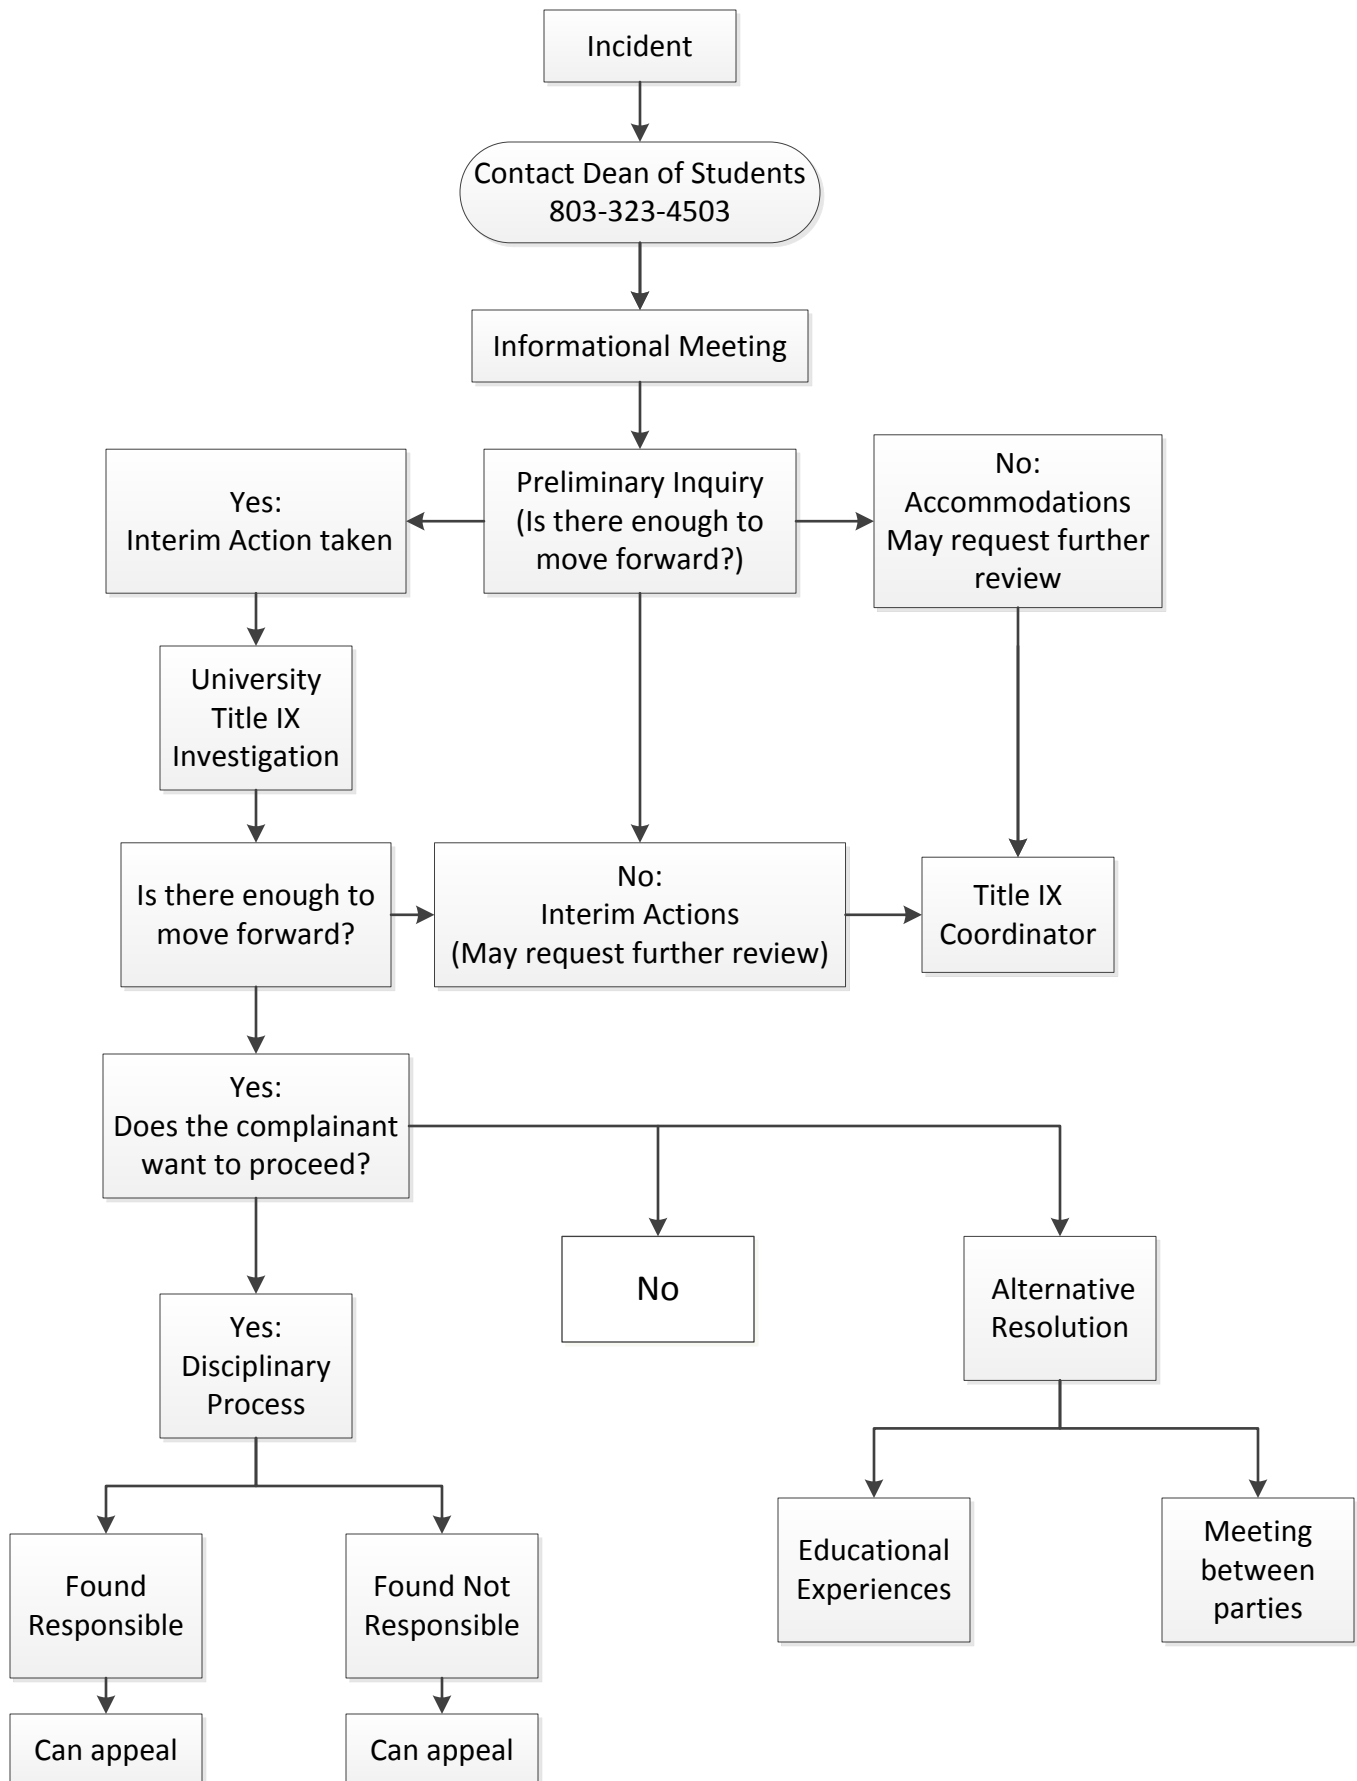 Incident
Contact Dean of Students
803-323-4503
Informational Meeting
Yes:
Interim Action taken
Preliminary Inquiry
(Is there enough to
move forward?)
No:
Accommodations
May request further
review
University
Title IX
Investigation
Is there enough to
move forward?
No:
Interim Actions
(May request further review)
Title IX
Coordinator
Yes:
Does the complainant
want to proceed?
No
Alternative
Resolution
Yes:
Disciplinary
Process
Found
Responsible
Found Not
Responsible
Educational
Experiences
Meeting
between
parties
Can appeal
Can appeal